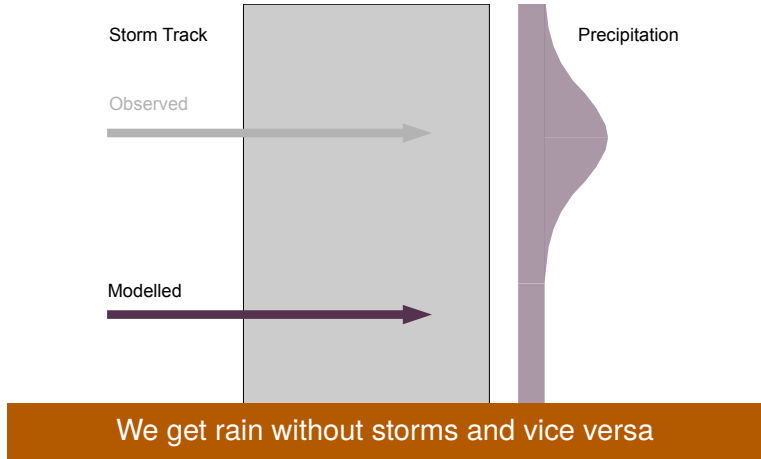 Storm Track
Precipitation
Observed
Modelled
We get rain without storms and vice versa